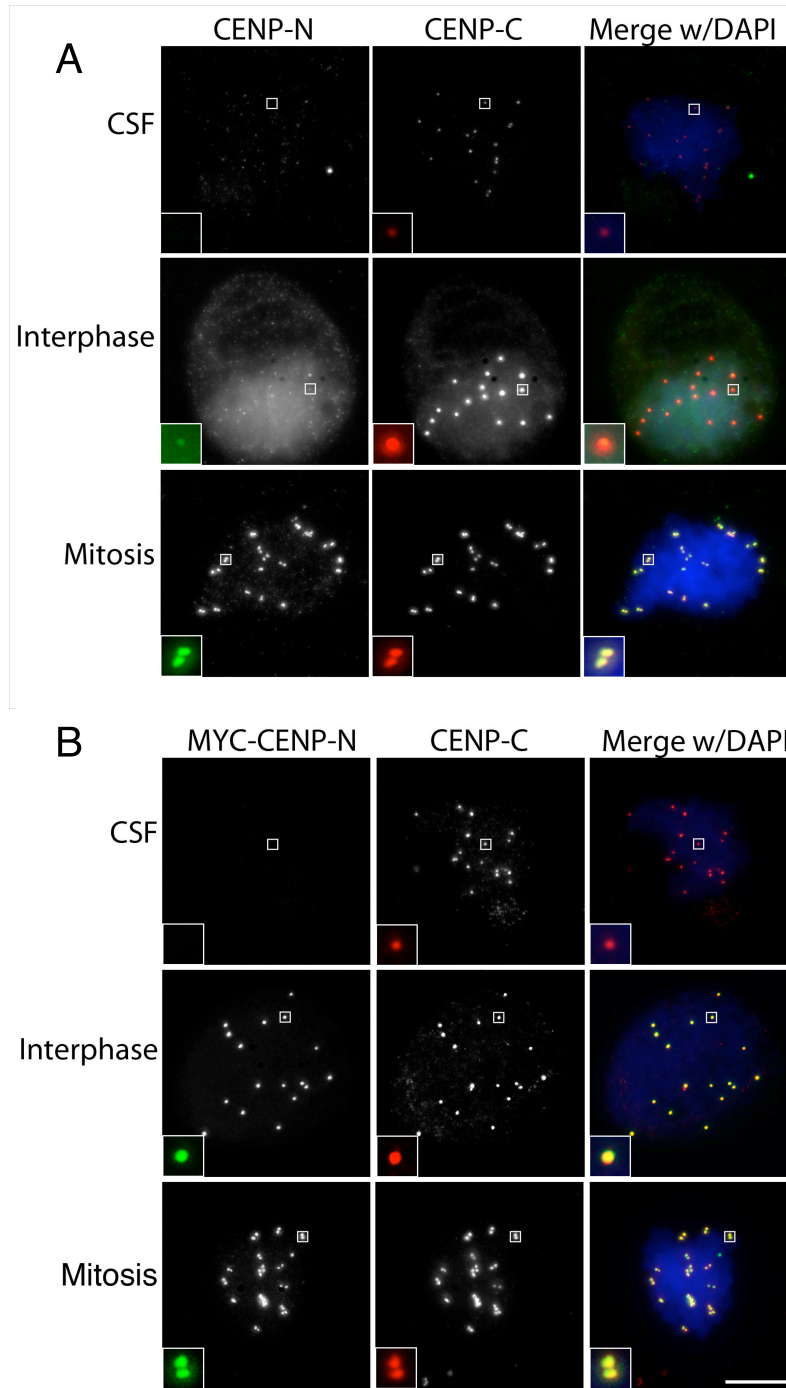 A
CENP-N CENP-C Merge w/DAPI
CSF
Interphase
Mitosis
B
MYC-CENP-N CENP-C Merge w/DAPI
CSF
Interphase
Mitosis